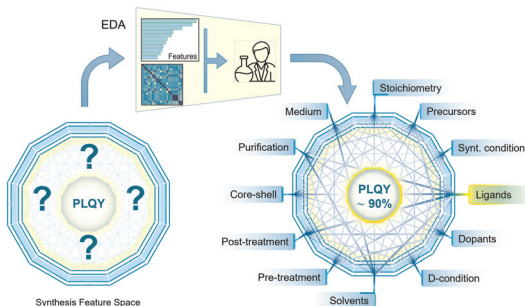 EDA
Features
?
?
?
?
PLQY
Synthesis Feature Space
Stoichiometry
Medium
Precursors
Purification
Synt. condition
Core-shell
PLQY
~ 90%
Ligands
Post-treatment
Dopants
Pre-treatment
D-condition
Solvents